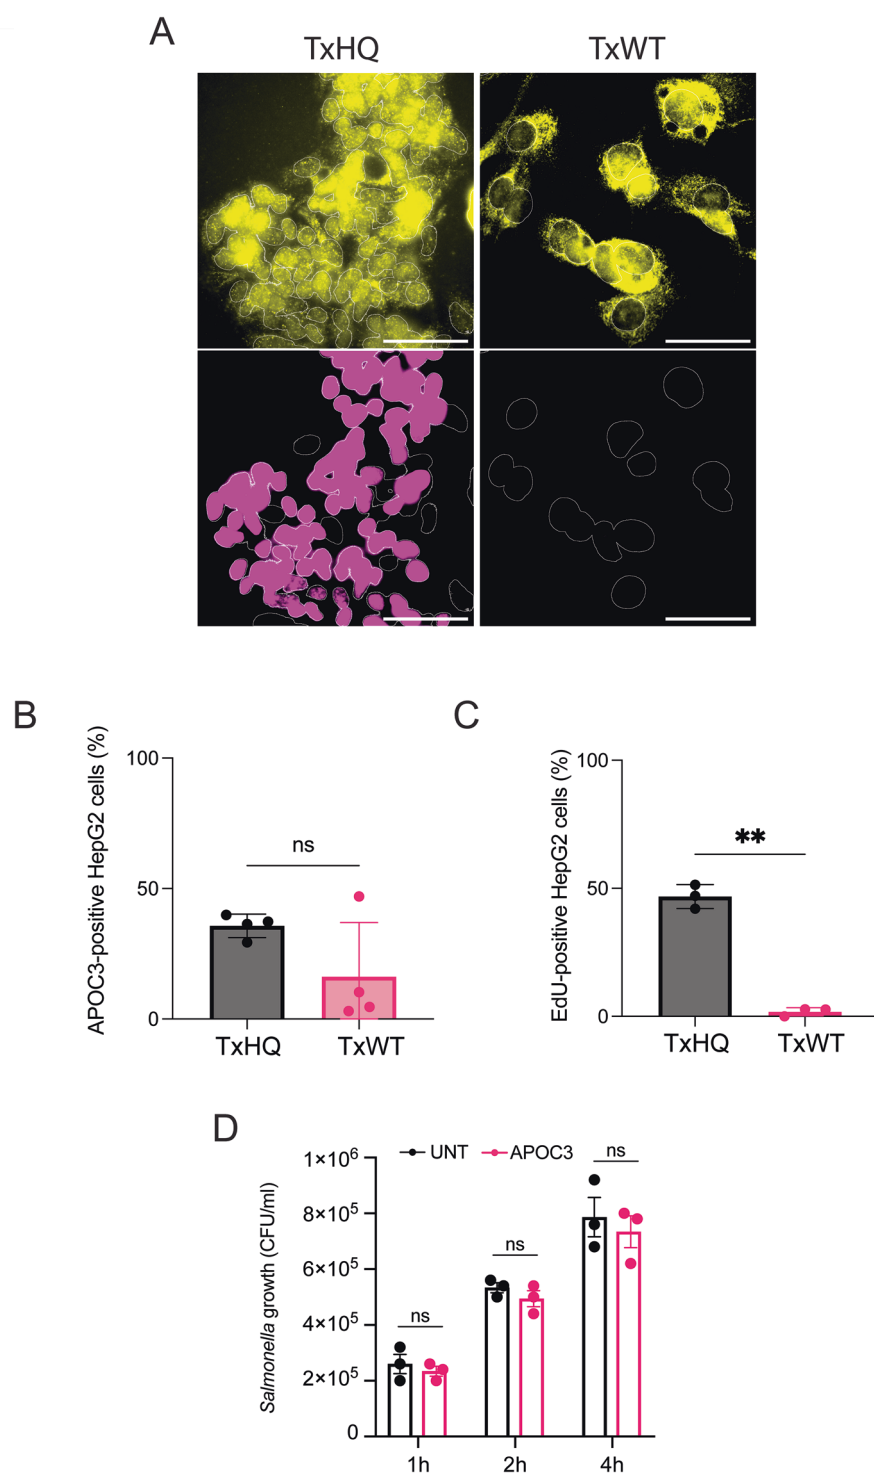 A
TxHQ TxWT
B
APOC3-positive HepG2 cells (%)
100
50
0
ns
TxHQ TxWT
C
EdU-positive HepG2 cells (%)
100
50
0
**
TxHQ TxWT
D
Salmonella growth (CFU/ml)
UNT APOC3
1×10⁶
8×10⁵
6×10⁵
4×10⁵
2×10⁵
0
ns
ns
ns
1h 2h 4h